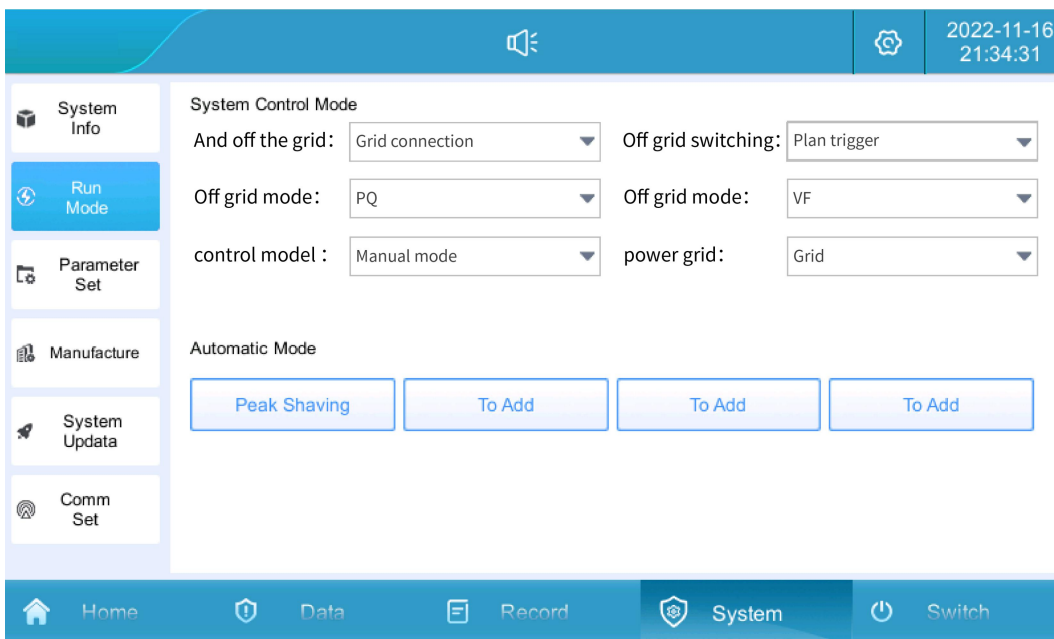 2022-11-16
21:34:31
System
Info
Run
Mode
Parameter
Set
Manufacture
System
Updata
Comm
Set
System Control Mode
And off the grid: Grid connection Off grid switching: Plan trigger
Off grid mode: PQ Off grid mode: VF
control model : Manual mode power grid: Grid
Automatic Mode
Peak Shaving To Add To Add To Add
Home Data Record System Switch